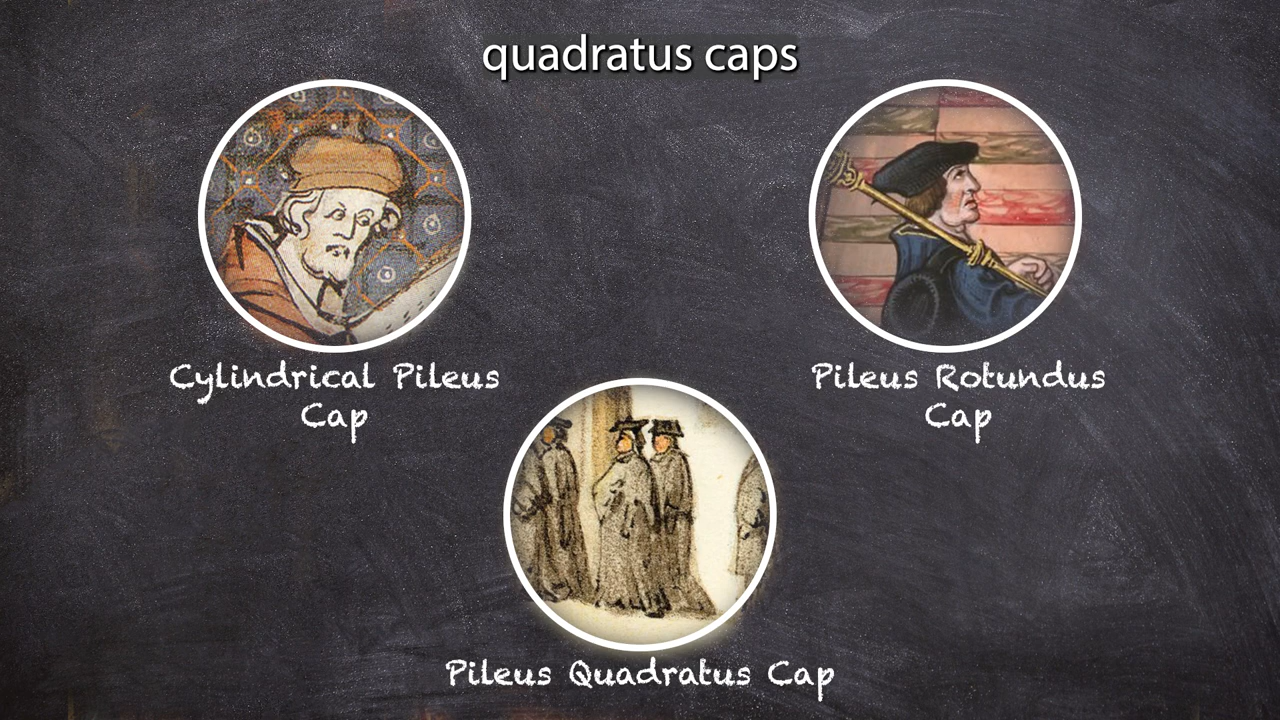 quadratus caps
Cylindrical Pileus
Cap
Pileus Rotundus
Cap
Pileus Quadratus Cap